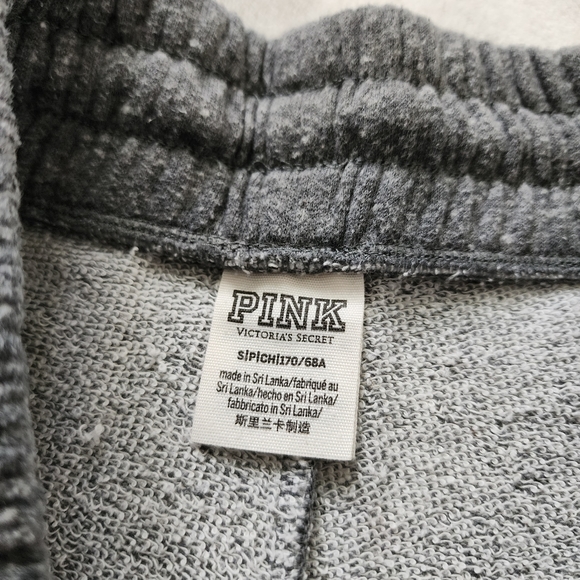 PINK
VICTORIA'S SECRET
S|P|CH|170/68A
made in Sri Lanka/fabriqué au
Sri Lanka/hecho en Sri Lanka/
fabbricato in Sri Lanka/
斯里兰卡制造